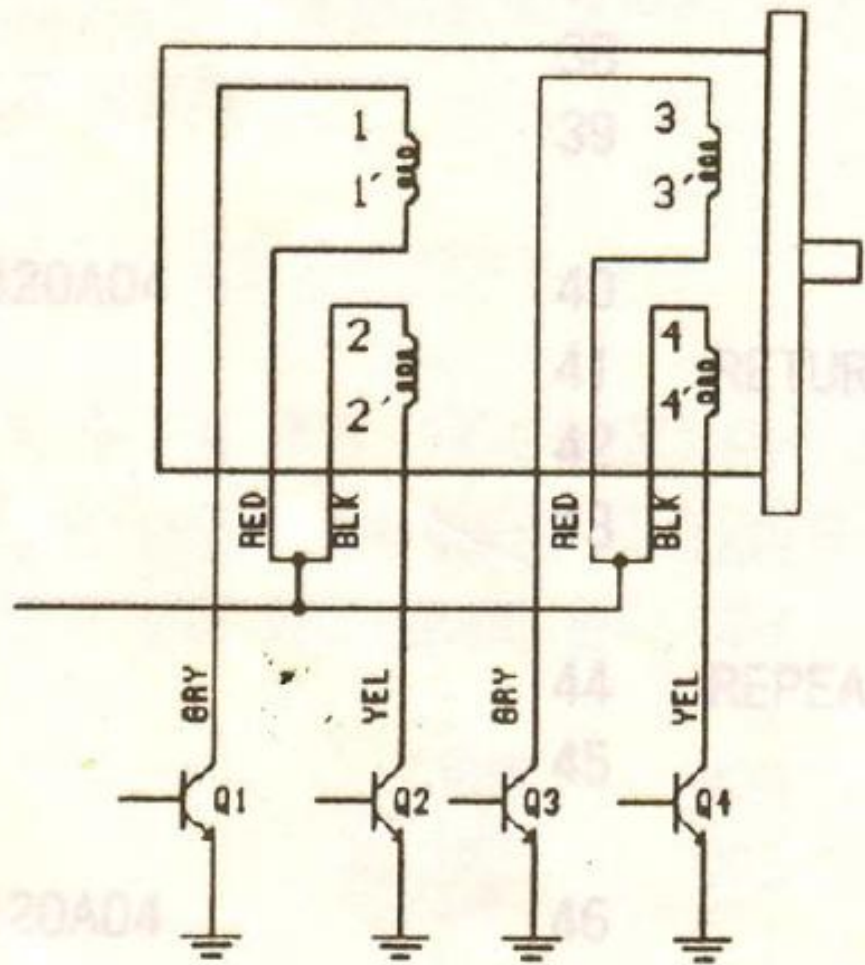 38
39
1
3
1′
3′
20A04
40
2
4
41
RETUR
2′
4′
42
RED
BLK
RED
BLK
GRY
YEL
GRY
YEL
44
REPEA
45
Q1
Q2
Q3
Q4
20A04
46